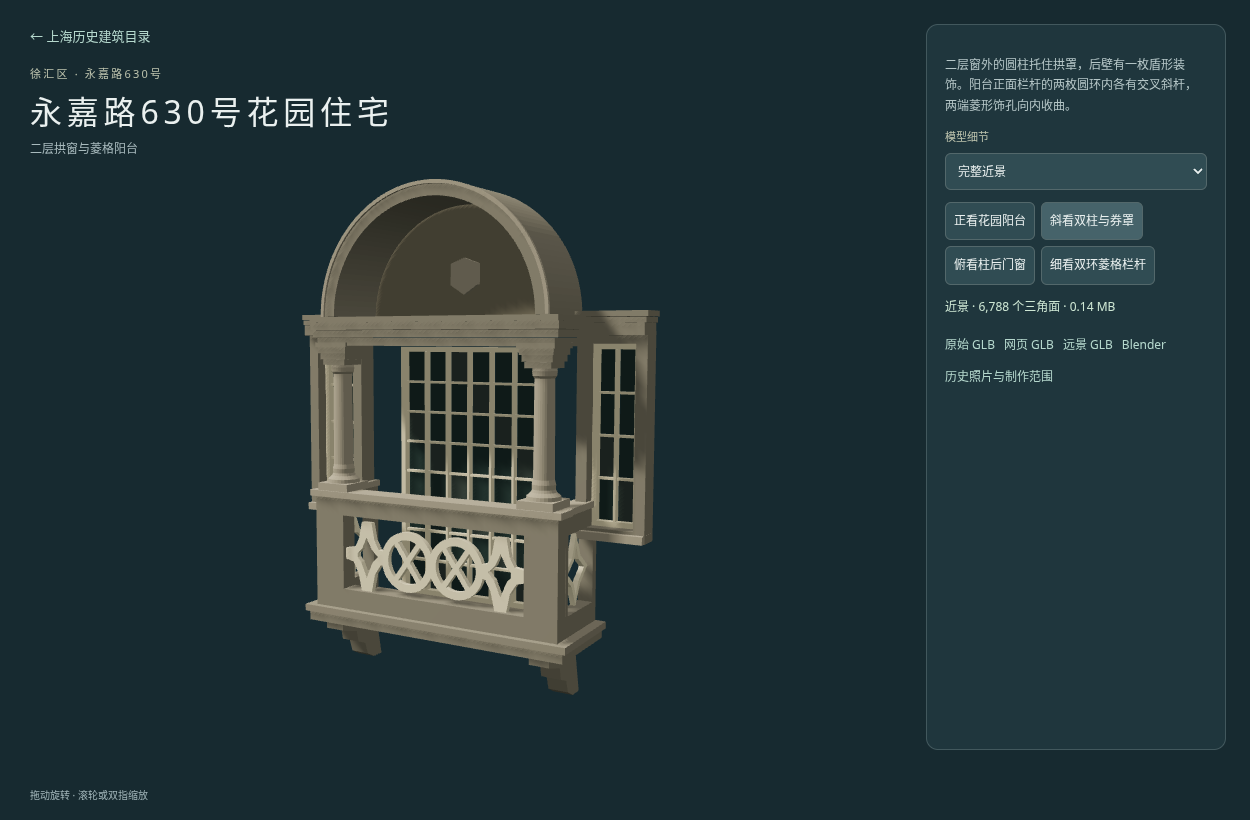 ← 上海历史建筑目录
徐汇区 · 永嘉路630号
永嘉路630号花园住宅
二层拱窗与菱格阳台
二层窗外的圆柱托住拱罩，后壁有一枚盾形装
饰。阳台正面栏杆的两枚圆环内各有交叉斜杆，
两端菱形饰孔向内收曲。
模型细节
完整近景
正看花园阳台 斜看双柱与券罩
俯看柱后门窗 细看双环菱格栏杆
近景 · 6,788 个三角面 · 0.14 MB
原始 GLB 网页 GLB 远景 GLB Blender
历史照片与制作范围
拖动旋转 · 滚轮或双指缩放